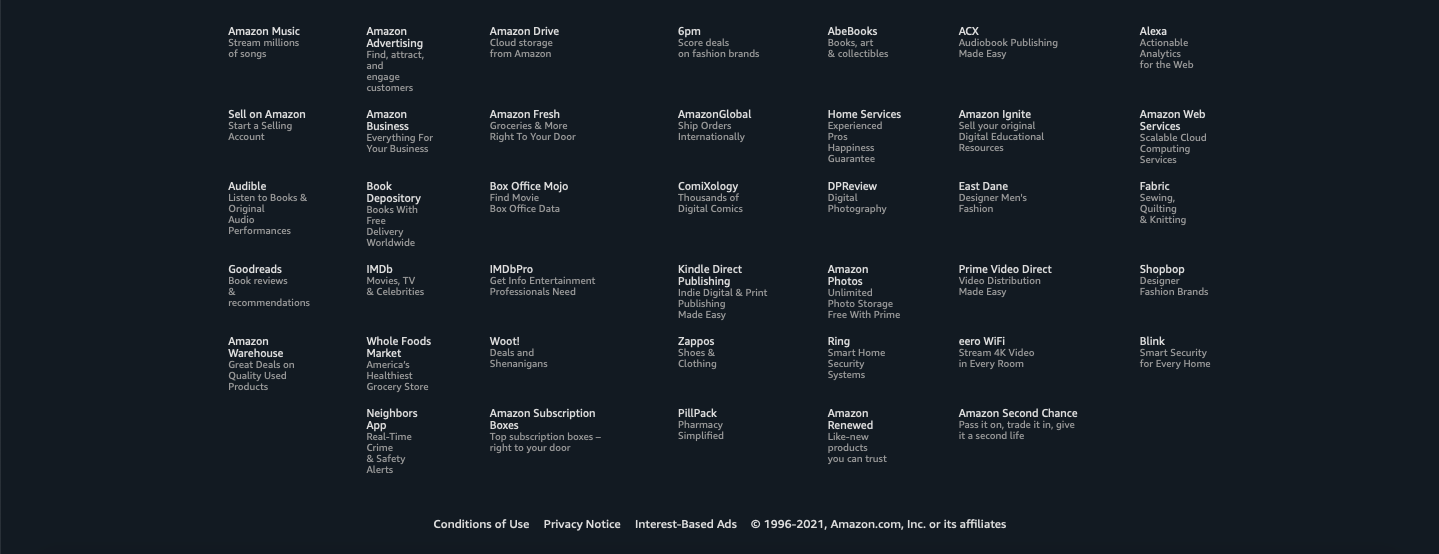 Amazon Music
Stream millions
of songs
Amazon
Advertising
Find, attract,
and
engage
customers
Amazon Drive
Cloud storage
from Amazon
6pm
Score deals
on fashion brands
AbeBooks
Books, art
& collectibles
ACX
Audiobook Publishing
Made Easy
Alexa
Actionable
Analytics
for the Web
Sell on Amazon
Start a Selling
Account
Amazon
Business
Everything For
Your Business
Amazon Fresh
Groceries & More
Right To Your Door
AmazonGlobal
Ship Orders
Internationally
Home Services
Experienced
Pros
Happiness
Guarantee
Amazon Ignite
Sell your original
Digital Educational
Resources
Amazon Web
Services
Scalable Cloud
Computing
Services
Audible
Listen to Books &
Original
Audio
Performances
Book
Depository
Books With
Free
Delivery
Worldwide
Box Office Mojo
Find Movie
Box Office Data
ComiXology
Thousands of
Digital Comics
DPReview
Digital
Photography
East Dane
Designer Men's
Fashion
Fabric
Sewing,
Quilting
& Knitting
Goodreads
Book reviews
&
recommendations
IMDb
Movies, TV
& Celebrities
IMDbPro
Get Info Entertainment
Professionals Need
Kindle Direct
Publishing
Indie Digital & Print
Publishing
Made Easy
Amazon
Photos
Unlimited
Photo Storage
Free With Prime
Prime Video Direct
Video Distribution
Made Easy
Shopbop
Designer
Fashion Brands
Amazon
Warehouse
Great Deals on
Quality Used
Products
Whole Foods
Market
America's
Healthiest
Grocery Store
Woot!
Deals and
Shenanigans
Zappos
Shoes &
Clothing
Ring
Smart Home
Security
Systems
eero WiFi
Stream 4K Video
in Every Room
Blink
Smart Security
for Every Home
Neighbors
App
Real-Time
Crime
& Safety
Alerts
Amazon Subscription
Boxes
Top subscription boxes –
right to your door
PillPack
Pharmacy
Simplified
Amazon
Renewed
Like-new
products
you can trust
Amazon Second Chance
Pass it on, trade it in, give
it a second life
Conditions of Use Privacy Notice Interest-Based Ads © 1996-2021, Amazon.com, Inc. or its affiliates